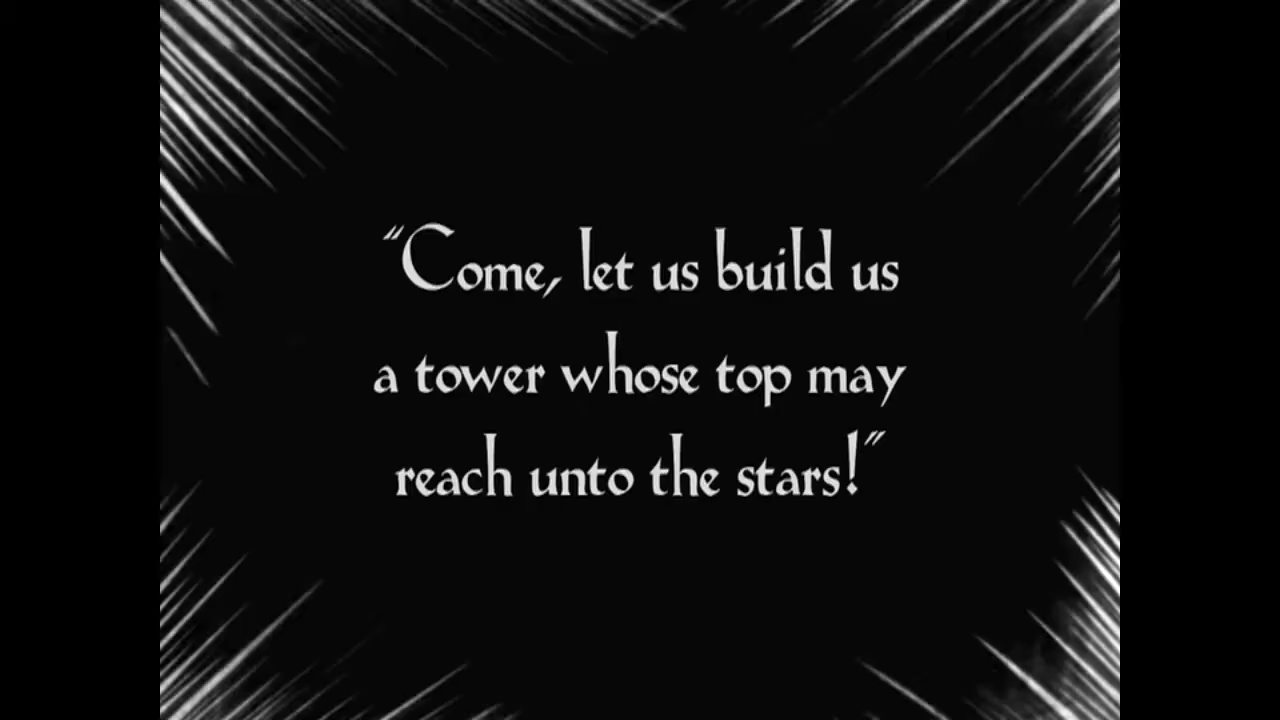 “Come, let us build us
a tower whose top may
reach unto the stars!”